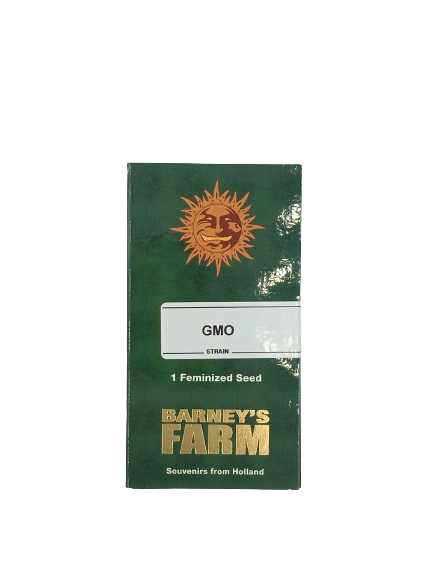 GMO
STRAIN
1 Feminized Seed
BARNEY'S
FARM
Souvenirs from Holland